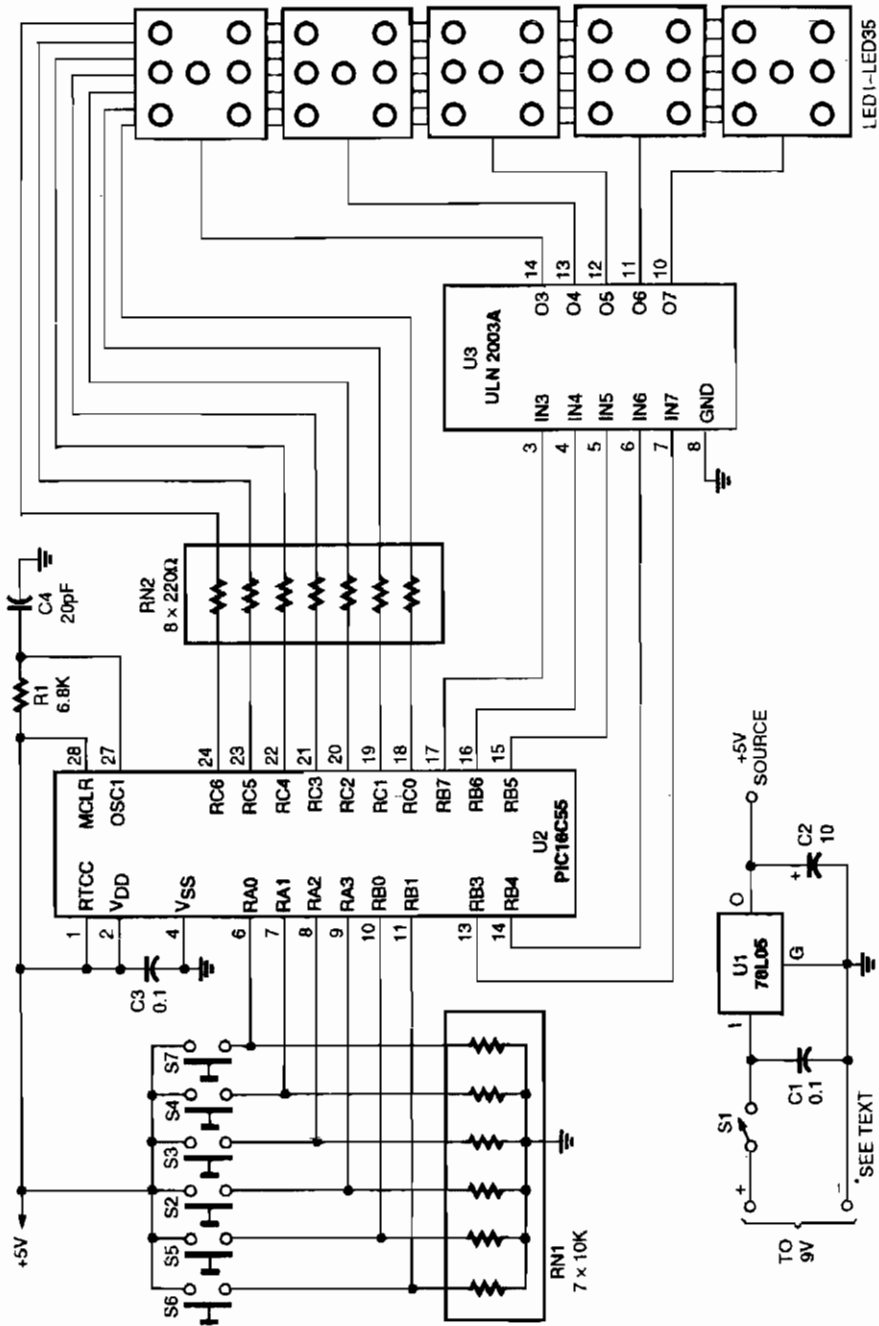 +5V
S6
S5
S2
S3
S4
S7
RN1
7 x 10K
C3
0.1
1
2
4
6
7
8
9
10
11
13
14
RTCC
VDD
VSS
RA0
RA1
RA2
RA3
RB0
RB1
RB3
RB4
MCLR
OSC1
RC6
RC5
RC4
RC3
RC2
RC1
RC0
RB7
RB6
RB5
U2
PIC16C55
28
27
24
23
22
21
20
19
18
17
16
15
R1
6.8K
C4
20pF
RN2
8 x 220Ω
3
4
5
6
7
8
IN3
IN4
IN5
IN6
IN7
GND
U3
ULN 2003A
O3
O4
O5
O6
O7
14
13
12
11
10
LED1-LED35
TO
9V
+
-
*SEE TEXT
S1
C1
0.1
I
U1
78L05
G
O
+
C2
10
+5V
SOURCE